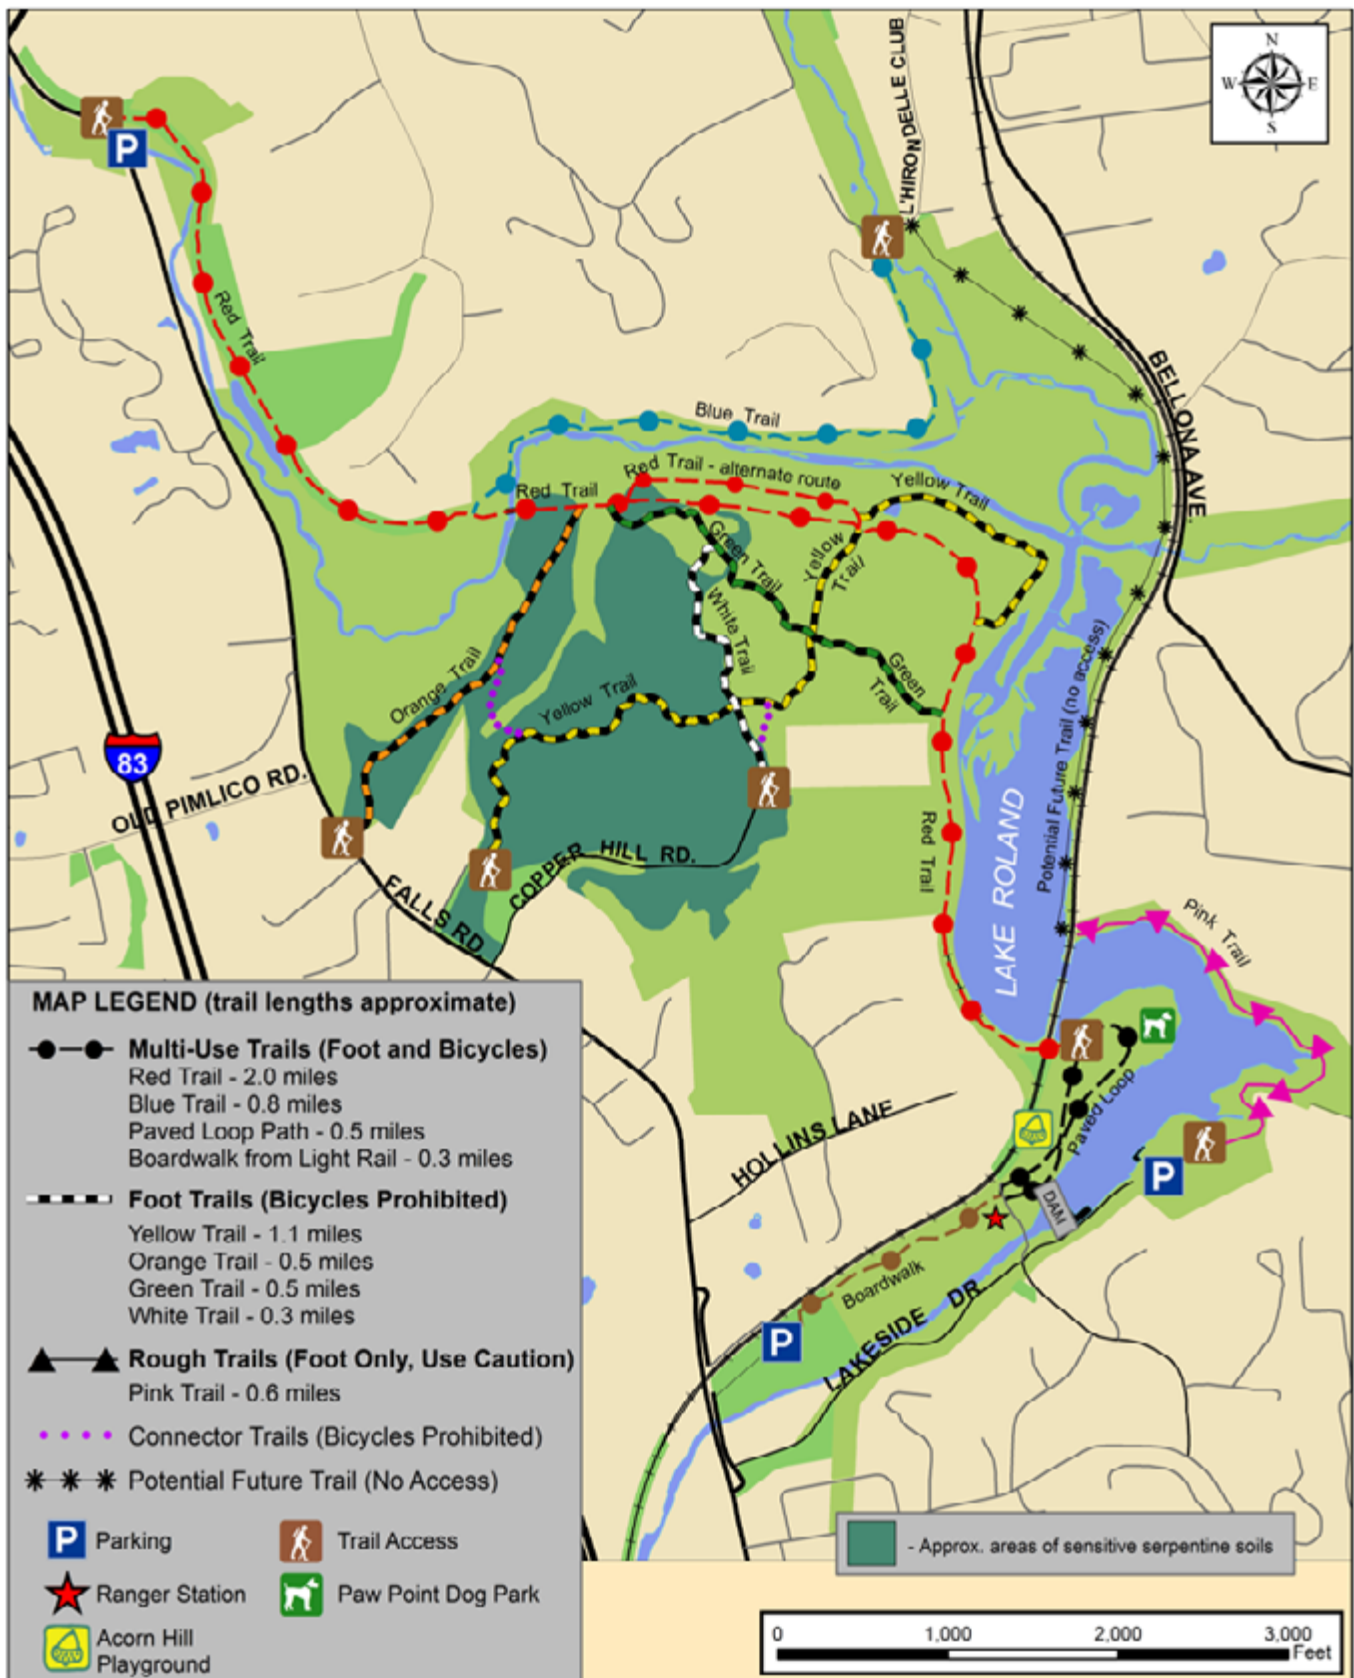 N
W E
S
L'HIRONDELLE CLUB
P
Red Trail
BELLONA AVE.
Blue Trail
Red Trail - alternate route
Red Trail
Yellow Trail
Green Trail
Yellow
Trail
White Trail
Orange Trail
Yellow Trail
Green
Trail
Potential Future Trail (no access)
83
OLD PIMLICO RD.
Red Trail
LAKE ROLAND
COPPER HILL RD.
FALLS RD.
Pink Trail
HOLLINS LANE
Paved Loop
P
DAM
Boardwalk
P
LAKESIDE DR.
MAP LEGEND (trail lengths approximate)
Multi-Use Trails (Foot and Bicycles)
Red Trail - 2.0 miles
Blue Trail - 0.8 miles
Paved Loop Path - 0.5 miles
Boardwalk from Light Rail - 0.3 miles
Foot Trails (Bicycles Prohibited)
Yellow Trail - 1.1 miles
Orange Trail - 0.5 miles
Green Trail - 0.5 miles
White Trail - 0.3 miles
Rough Trails (Foot Only, Use Caution)
Pink Trail - 0.6 miles
Connector Trails (Bicycles Prohibited)
Potential Future Trail (No Access)
P Parking
Trail Access
Ranger Station
Paw Point Dog Park
Acorn Hill
Playground
- Approx. areas of sensitive serpentine soils
0 1,000 2,000 3,000
Feet